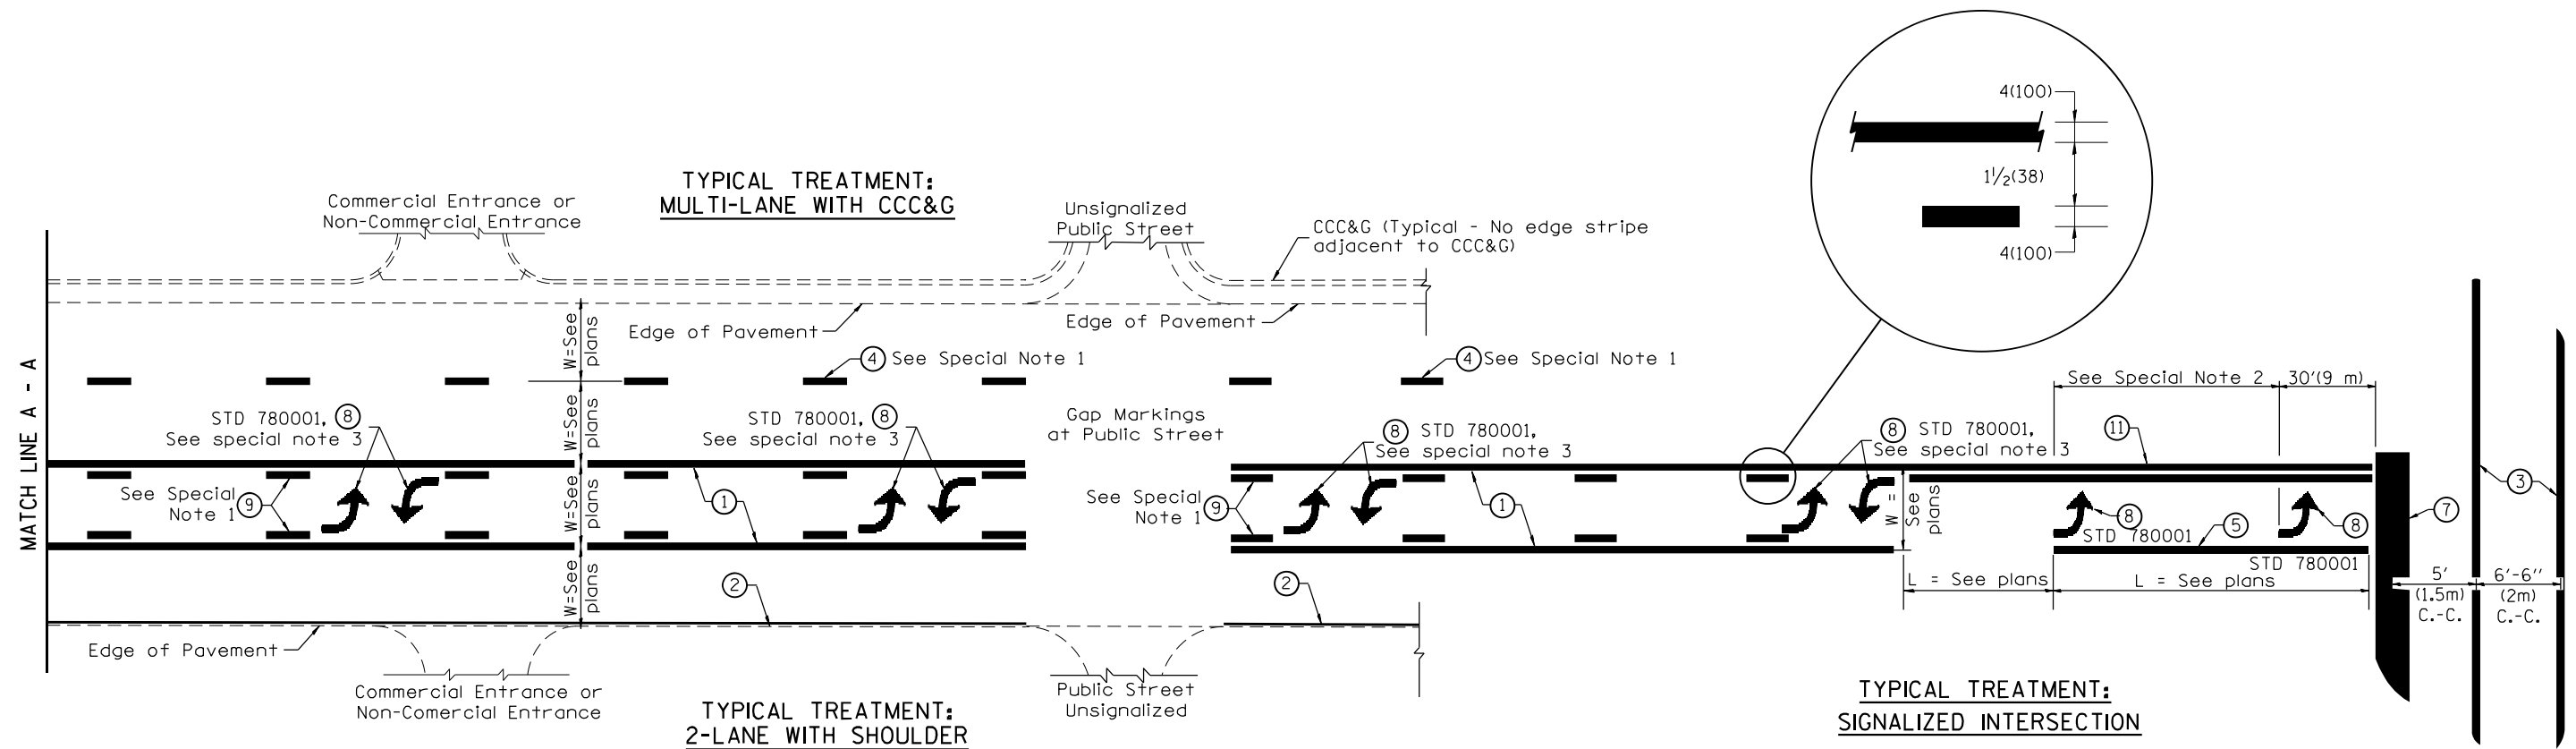 TYPICAL TREATMENT:
MULTI-LANE WITH CCC&G
Commercial Entrance or
Non-Commercial Entrance
Unsignalized
Public Street
CCC&G (Typical - No edge stripe
adjacent to CCC&G)
4(100)
1½(38)
4(100)
Edge of Pavement
Edge of Pavement
MATCH LINE A - A
W=See
plans
W=See
plans
W=See
plans
W=See
plans
4 See Special Note 1
4 See Special Note 1
STD 780001, 8
See special note 3
STD 780001, 8
See special note 3
Gap Markings
at Public Street
8 STD 780001,
See special note 3
8 STD 780001,
See special note 3
See Special Note 2
30'(9 m)
11
See Special
Note 1
9
1
See Special
Note 1
9
1
W =
See
plans
8
STD 780001
5
8
STD 780001
7
3
2
2
L = See plans
L = See plans
5'
(1.5m)
C.-C.
6'-6''
(2m)
C.-C.
Edge of Pavement
Commercial Entrance or
Non-Comercial Entrance
Public Street
Unsignalized
TYPICAL TREATMENT:
2-LANE WITH SHOULDER
TYPICAL TREATMENT:
SIGNALIZED INTERSECTION